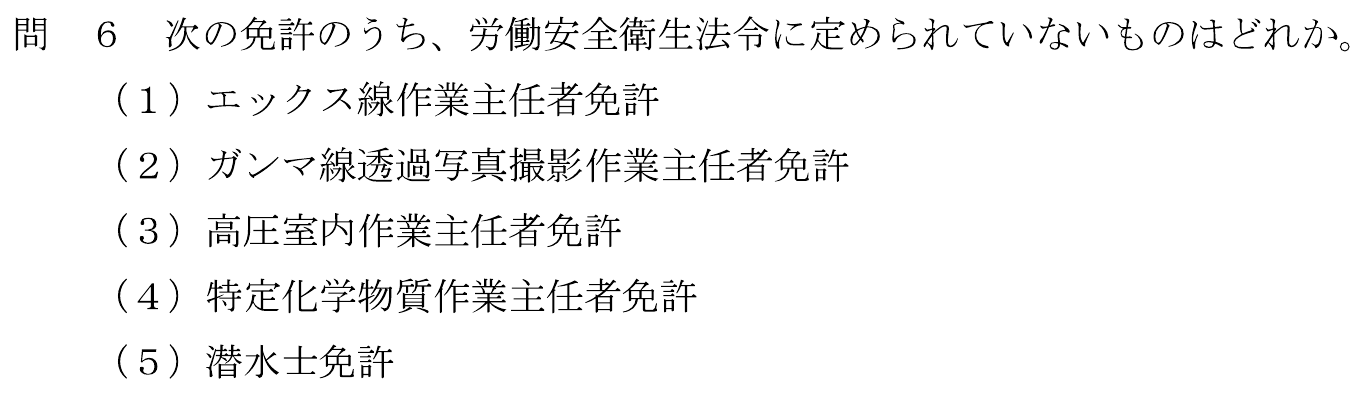 問　６　次の免許のうち、労働安全衛生法令に定められていないものはどれか。
（１）エックス線作業主任者免許
（２）ガンマ線透過写真撮影作業主任者免許
（３）高圧室内作業主任者免許
（４）特定化学物質作業主任者免許
（５）潜水士免許